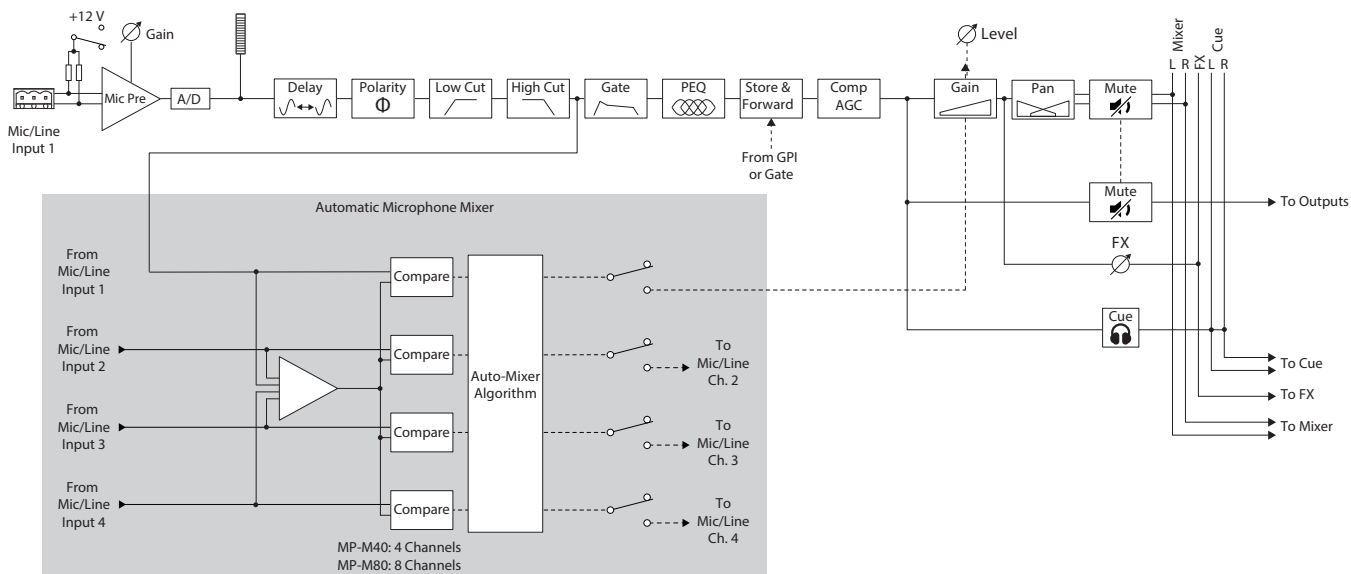 +12 V
Gain
Mic Pre
A/D
Mic/Line
Input 1
Delay
Polarity
Φ
Low Cut
High Cut
Gate
PEQ
Store &
Forward
From GPI
or Gate
Comp
AGC
Level
Gain
Pan
Mute
Mixer
FX
Cue
L
R
L
R
Mute
To Outputs
FX
Cue
To Cue
To FX
To Mixer
Automatic Microphone Mixer
From
Mic/Line
Input 1
Compare
From
Mic/Line
Input 2
Compare
To
Mic/Line
Ch. 2
Auto-Mixer
Algorithm
From
Mic/Line
Input 3
Compare
To
Mic/Line
Ch. 3
From
Mic/Line
Input 4
Compare
To
Mic/Line
Ch. 4
MP-M40: 4 Channels
MP-M80: 8 Channels